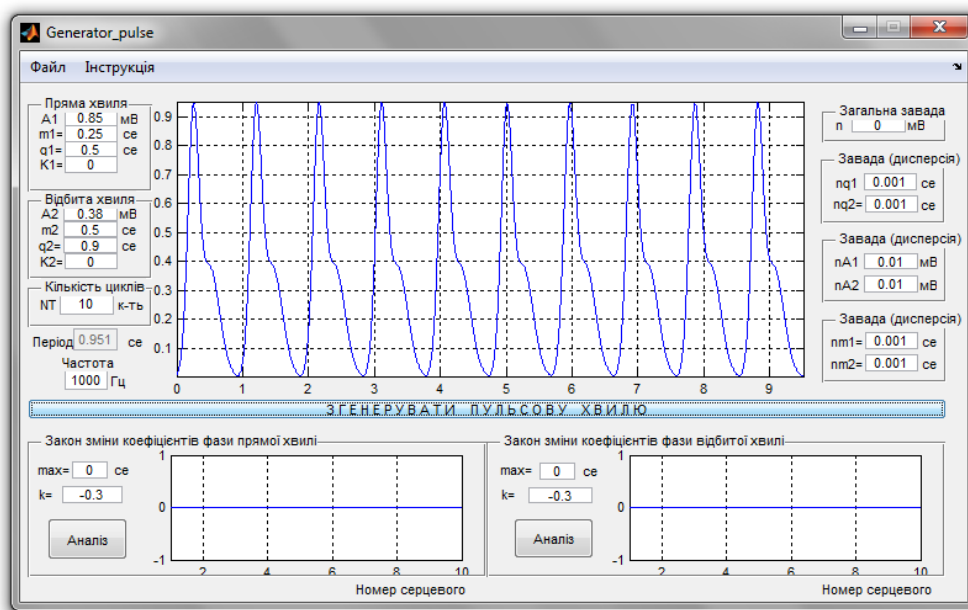 Generator_pulse
Файл Інструкція
Пряма хвиля
A1 0.85 мВ
m1= 0.25 се
q1= 0.5 се
K1= 0
Відбита хвиля
A2 0.38 мВ
m2 0.5 се
q2= 0.9 се
K2= 0
Кількість циклів
NT 10 к-ть
Період 0.951 се
Частота
1000 Гц
0.9
0.8
0.7
0.6
0.5
0.4
0.3
0.2
0.1
0 1 2 3 4 5 6 7 8 9
Загальна завада
n 0 мВ
Завада (дисперсія)
nq1 0.001 се
nq2= 0.001 се
Завада (дисперсія)
nA1 0.01 мВ
nA2 0.01 мВ
Завада (дисперсія)
nm1= 0.001 се
nm2= 0.001 се
ЗГЕНЕРУВАТИ ПУЛЬСОВУ ХВИЛЮ
Закон зміни коефіцієнтів фази прямої хвилі
max= 0 се
k= -0.3
Аналіз
1
0
-1
2 4 6 8 10
Номер серцевого
Закон зміни коефіцієнтів фази відбитої хвилі
max= 0 се
k= -0.3
Аналіз
1
0
-1
2 4 6 8 10
Номер серцевого